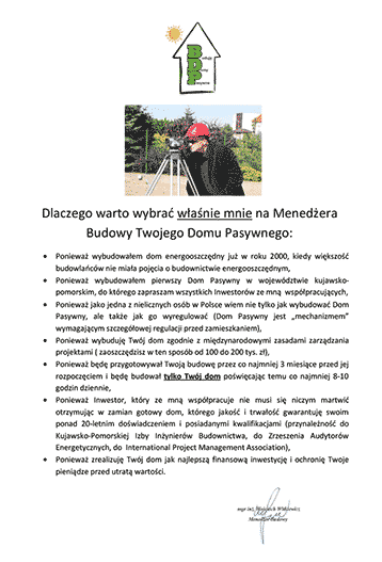 Buduję
Domy
Pasywne
Dlaczego warto wybrać właśnie mnie na Menedżera
Budowy Twojego Domu Pasywnego:
• Ponieważ wybudowałem dom energooszczędny już w roku 2000, kiedy większość
budowlańców nie miała pojęcia o budownictwie energooszczędnym,
• Ponieważ wybudowałem pierwszy Dom Pasywny w województwie kujawsko-
pomorskim, do którego zapraszam wszystkich Inwestorów ze mną współpracujących,
• Ponieważ jako jedna z nielicznych osób w Polsce wiem nie tylko jak wybudować Dom
Pasywny, ale także jak go wyregulować (Dom Pasywny jest „mechanizmem”
wymagającym szczegółowej regulacji przed zamieszkaniem),
• Ponieważ wybuduję Twój dom zgodnie z międzynarodowymi zasadami zarządzania
projektami ( zaoszczędzisz w ten sposób od 100 do 200 tys. zł),
• Ponieważ będę przygotowywał Twoją budowę przez co najmniej 3 miesiące przed jej
rozpoczęciem i będę budował tylko Twój dom poświęcając temu co najmniej 8-10
godzin dziennie,
• Ponieważ Inwestor, który ze mną współpracuje nie musi się niczym martwić
otrzymując w zamian gotowy dom, którego jakość i trwałość gwarantuję swoim
ponad 20-letnim doświadczeniem i posiadanymi kwalifikacjami (przynależność do
Kujawsko-Pomorskiej Izby Inżynierów Budownictwa, do Zrzeszenia Audytorów
Energetycznych, do International Project Management Association),
• Ponieważ zrealizuję Twój dom jak najlepszą finansową inwestycję i ochronię Twoje
pieniądze przed utratą wartości.
mgr inż. Wojciech
Menedżer Budowy